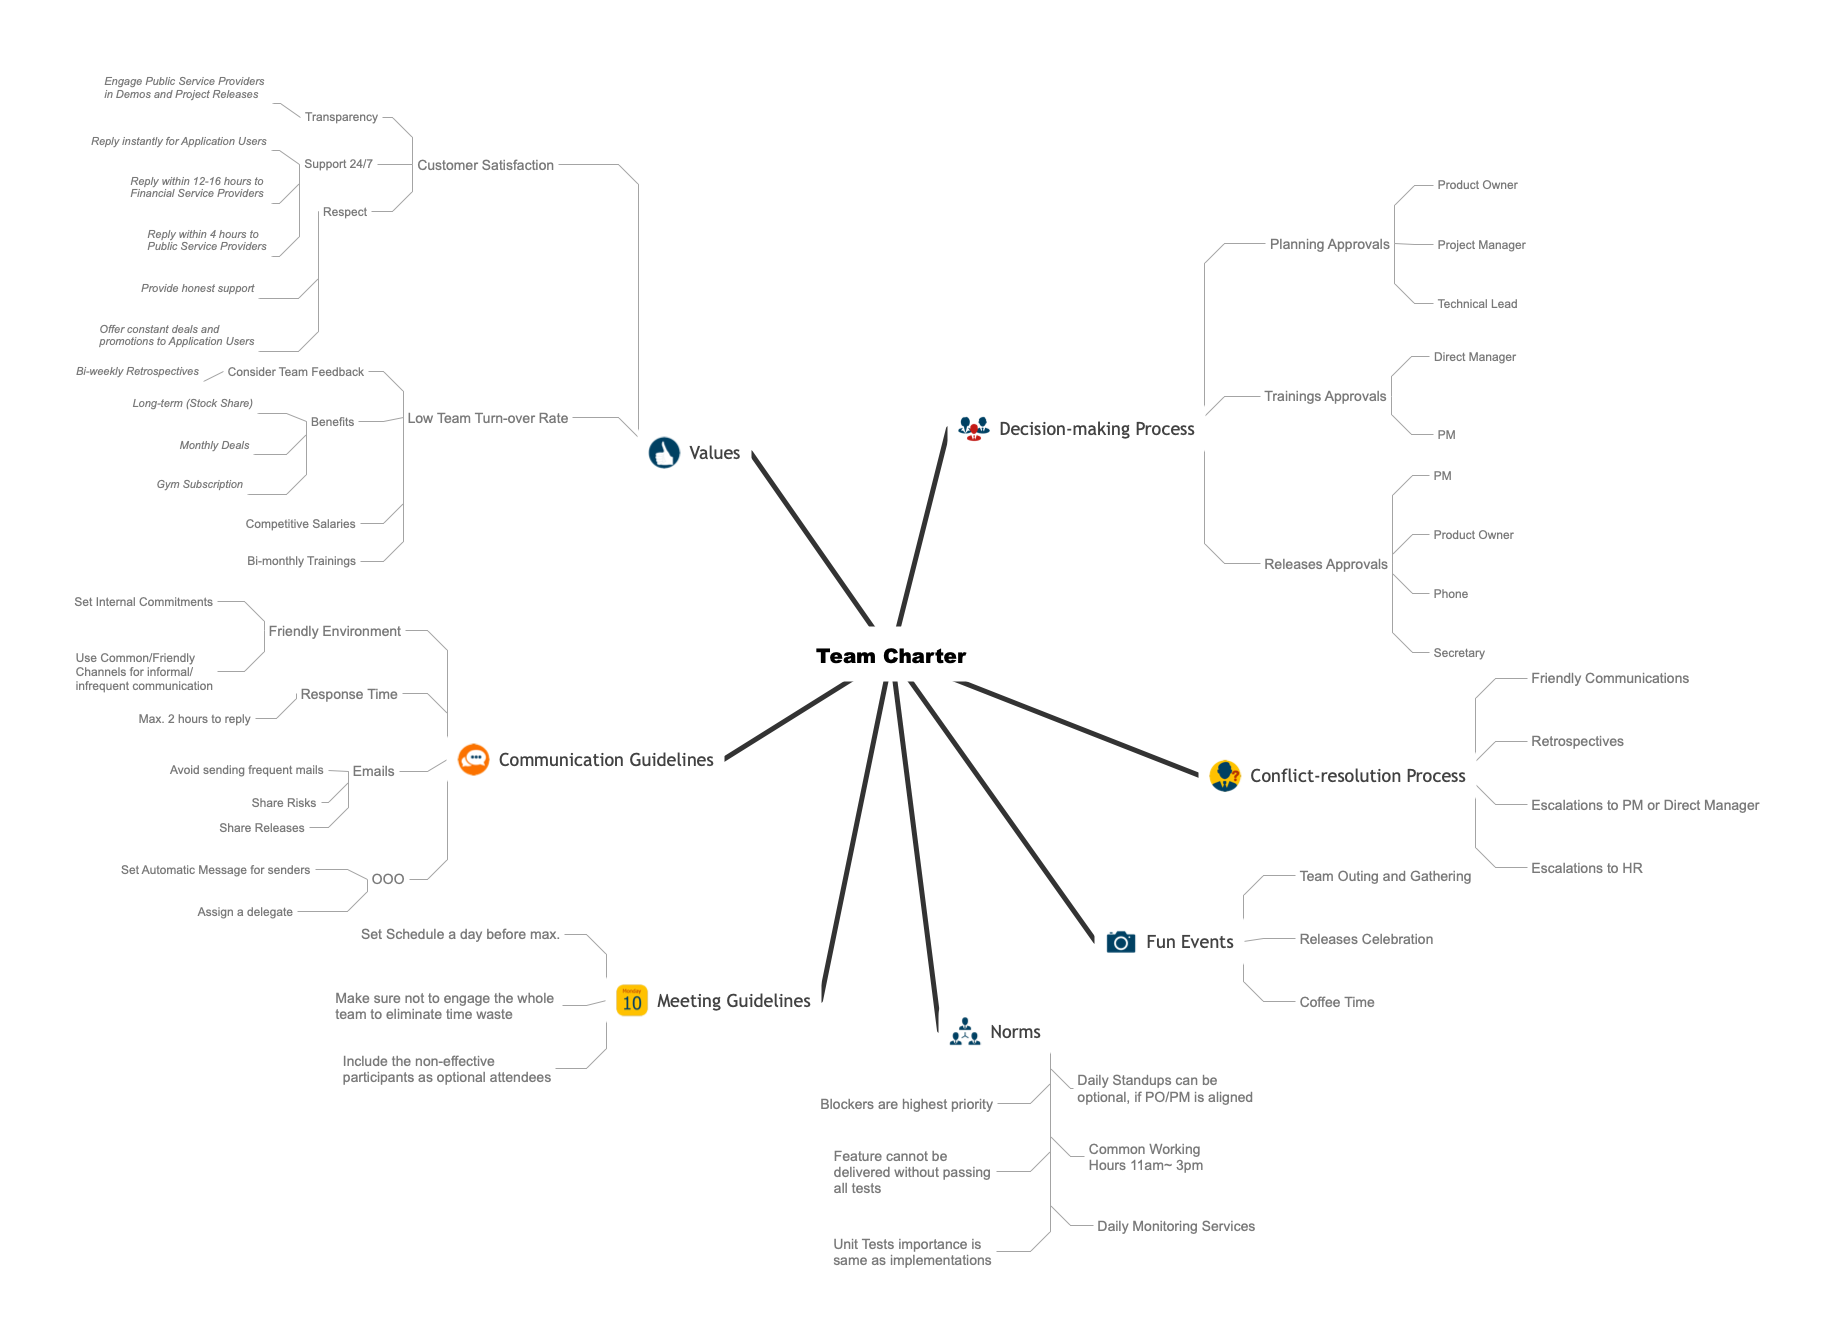 Team Charter
Values
Customer Satisfaction
Transparency
Engage Public Service Providers
in Demos and Project Releases
Support 24/7
Reply instantly for Application Users
Reply within 12-16 hours to
Financial Service Providers
Reply within 4 hours to
Public Service Providers
Respect
Provide honest support
Offer constant deals and
promotions to Application Users
Low Team Turn-over Rate
Consider Team Feedback
Bi-weekly Retrospectives
Benefits
Long-term (Stock Share)
Monthly Deals
Gym Subscription
Competitive Salaries
Bi-monthly Trainings
Communication Guidelines
Friendly Environment
Set Internal Commitments
Use Common/Friendly
Channels for informal/
infrequent communication
Response Time
Max. 2 hours to reply
Emails
Avoid sending frequent mails
Share Risks
Share Releases
OOO
Set Automatic Message for senders
Assign a delegate
Monday
10
Meeting Guidelines
Set Schedule a day before max.
Make sure not to engage the whole
team to eliminate time waste
Include the non-effective
participants as optional attendees
Norms
Blockers are highest priority
Feature cannot be
delivered without passing
all tests
Unit Tests importance is
same as implementations
Daily Standups can be
optional, if PO/PM is aligned
Common Working
Hours 11am~ 3pm
Daily Monitoring Services
Fun Events
Team Outing and Gathering
Releases Celebration
Coffee Time
?
Conflict-resolution Process
Friendly Communications
Retrospectives
Escalations to PM or Direct Manager
Escalations to HR
Decision-making Process
Planning Approvals
Product Owner
Project Manager
Technical Lead
Trainings Approvals
Direct Manager
PM
Releases Approvals
PM
Product Owner
Phone
Secretary